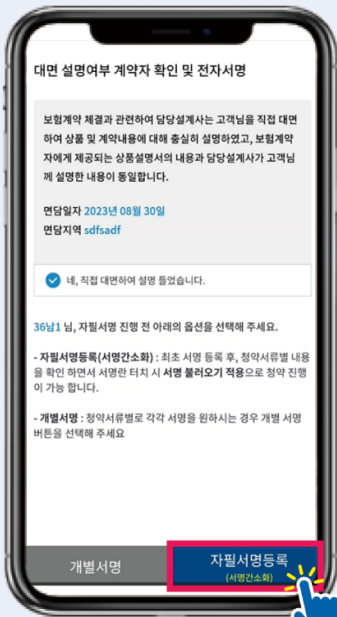 대면 설명여부 계약자 확인 및 전자서명
보험계약 체결과 관련하여 담당설계사는 고객님을 직접 대면
하여 상품 및 계약내용에 대해 충실히 설명하였고, 보험계약
자에게 제공되는 상품설명서의 내용과 담당설계사가 고객님
께 설명한 내용이 동일합니다.
면담일자 2023년 08월 30일
면담지역 sdfsadf
네, 직접 대면하여 설명 들었습니다.
36남1 님, 자필서명 진행 전 아래의 옵션을 선택해 주세요.
- 자필서명등록(서명간소화) : 최초 서명 등록 후, 청약서류별 내용
을 확인 하면서 서명란 터치 시 서명 불러오기 적용으로 청약 진행
이 가능 합니다.
- 개별서명 : 청약서류별로 각각 서명을 원하시는 경우 개별 서명
버튼을 선택해 주세요
개별서명
자필서명등록
(서명간소화)